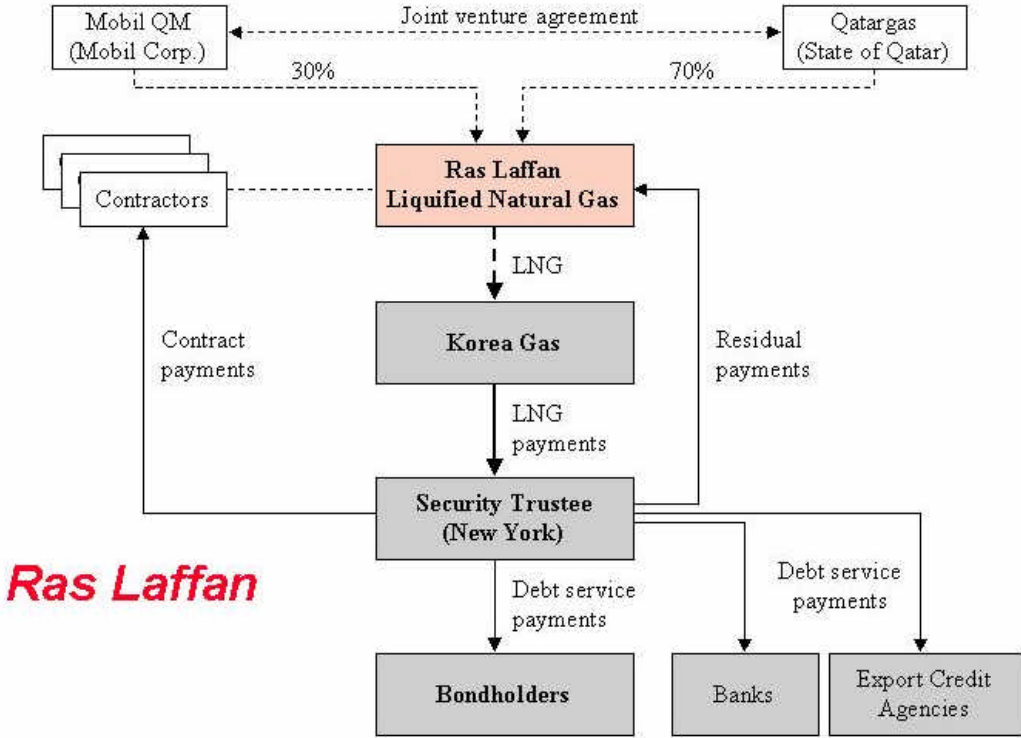 Mobil QM
(Mobil Corp.)
Joint venture agreement
Qatargas
(State of Qatar)
30%
70%
Ras Laffan
Liquified Natural Gas
Contractors
LNG
Korea Gas
Contract
payments
Residual
payments
LNG
payments
Security Trustee
(New York)
Ras Laffan
Debt service
payments
Debt service
payments
Bondholders
Banks
Export Credit
Agencies